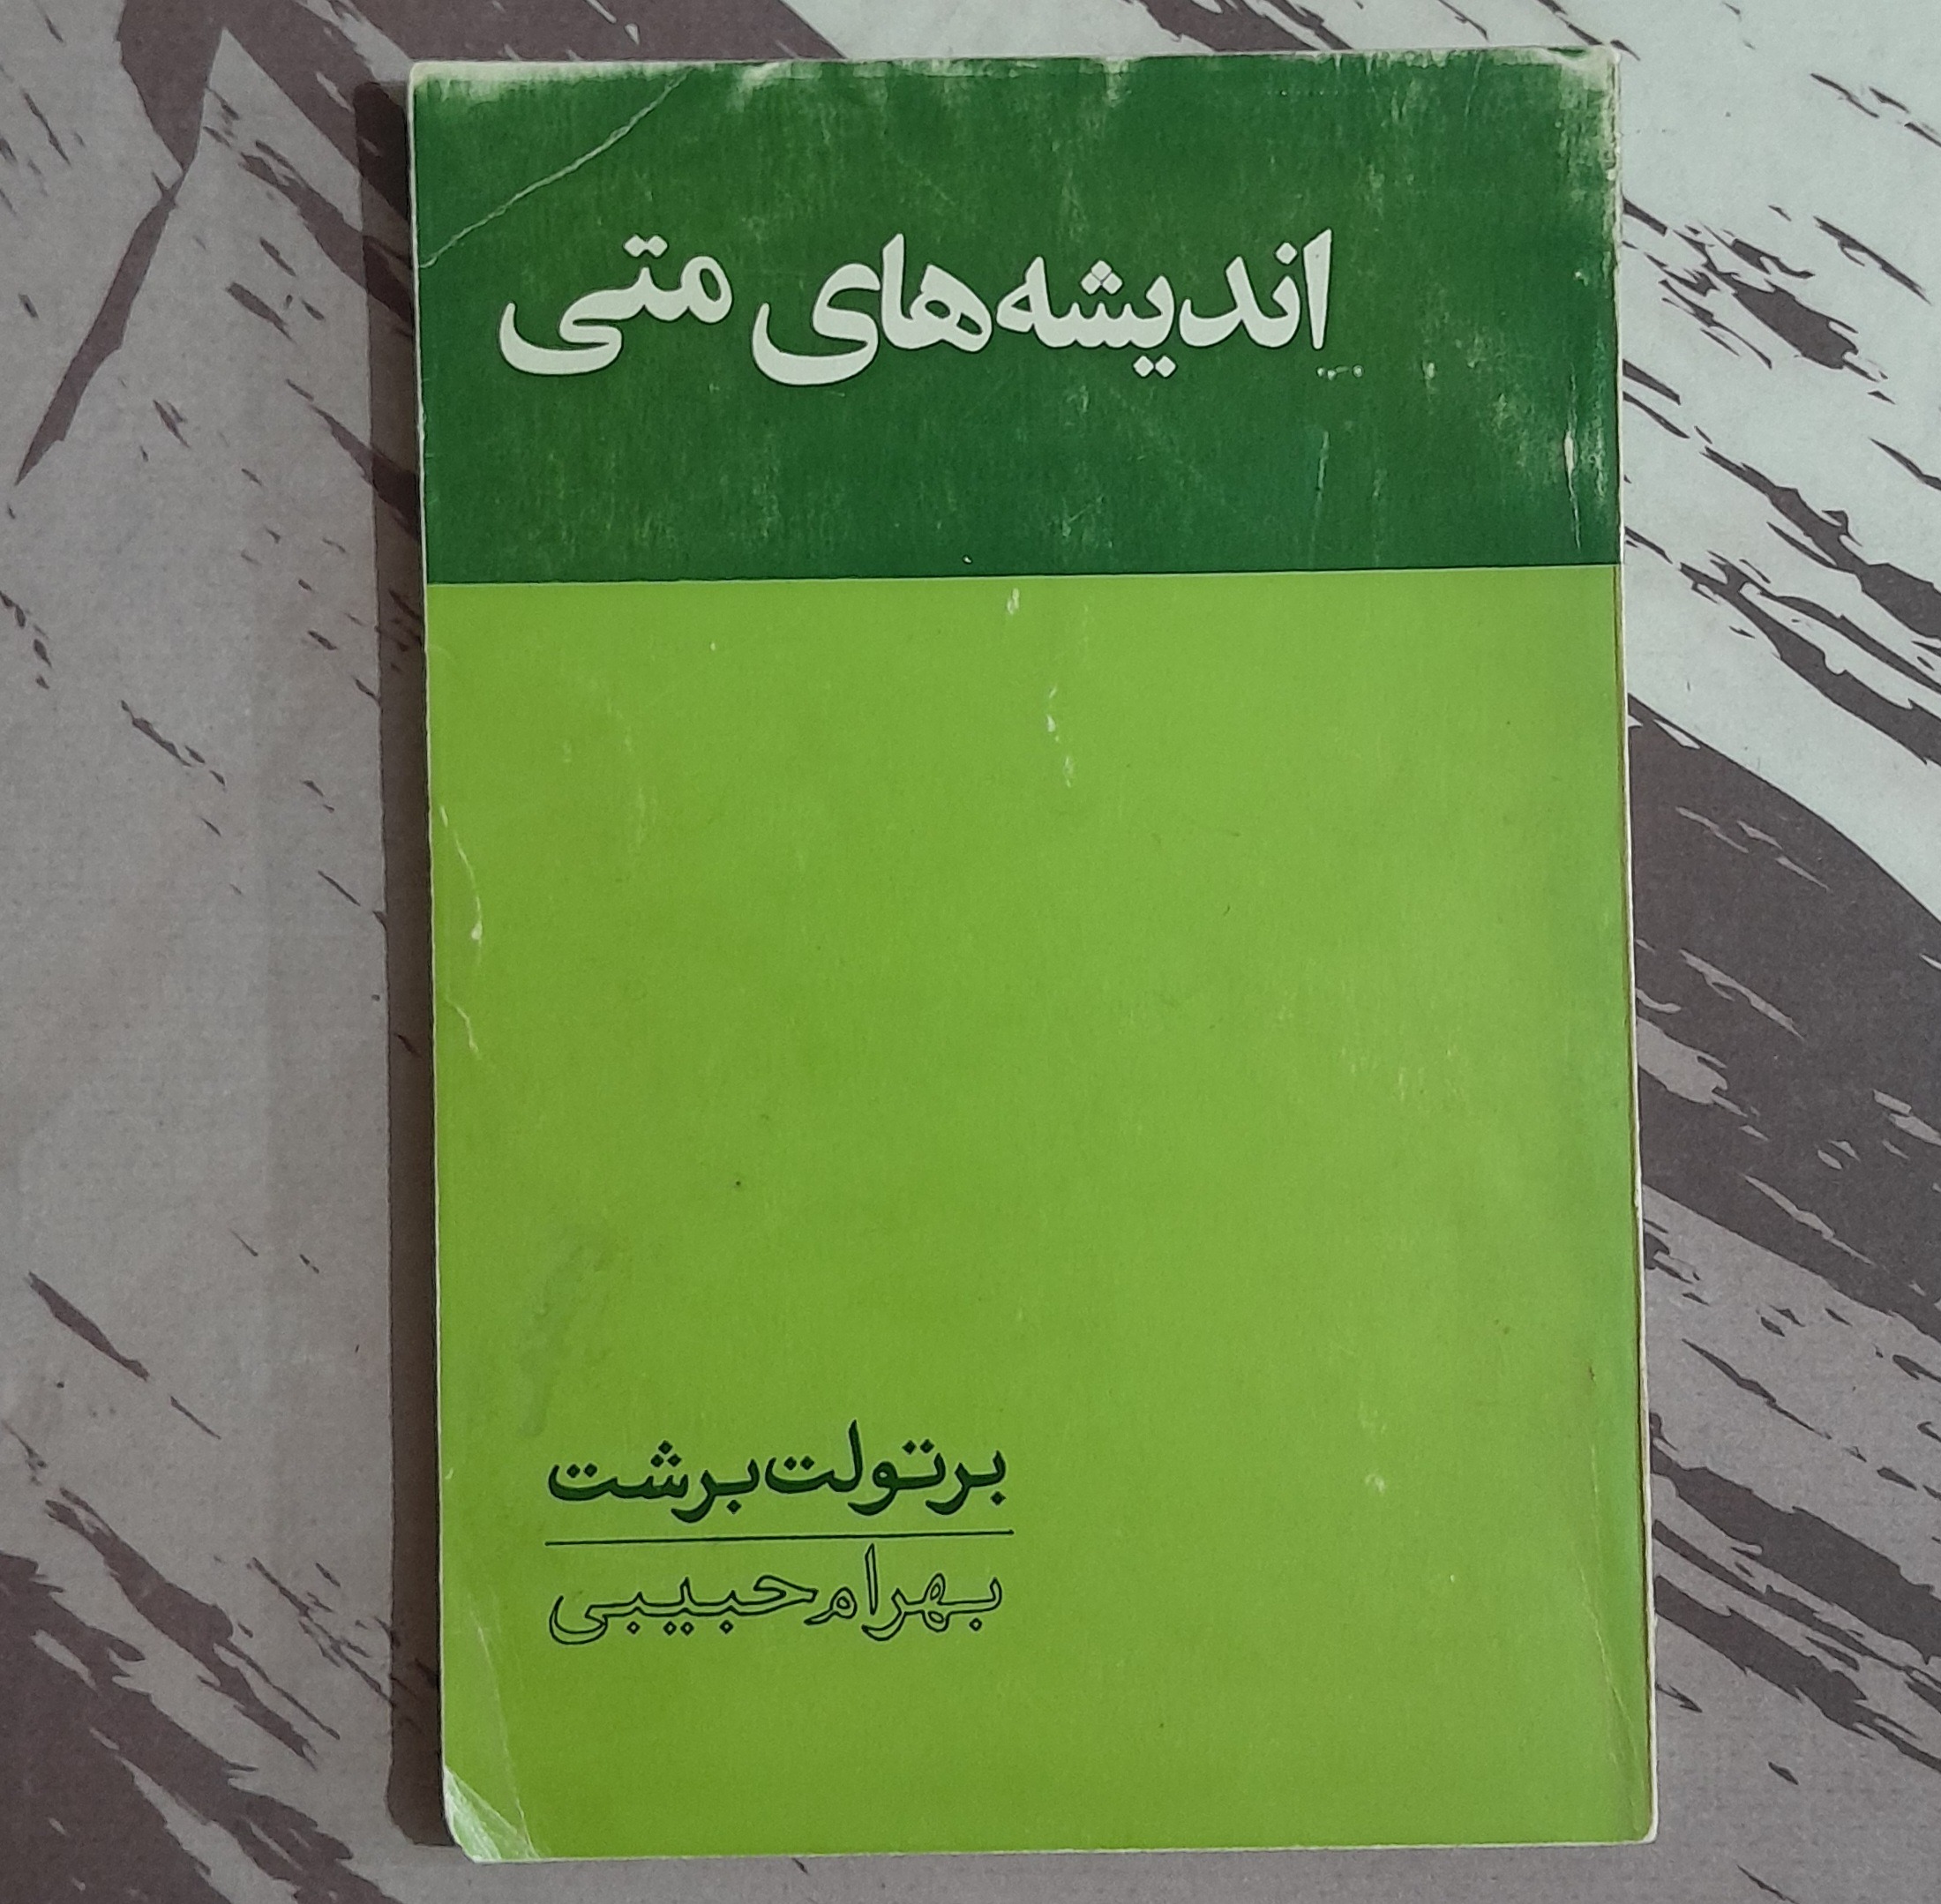 اندیشه‌های متی
برتولت برشت
بهرام حبیبی